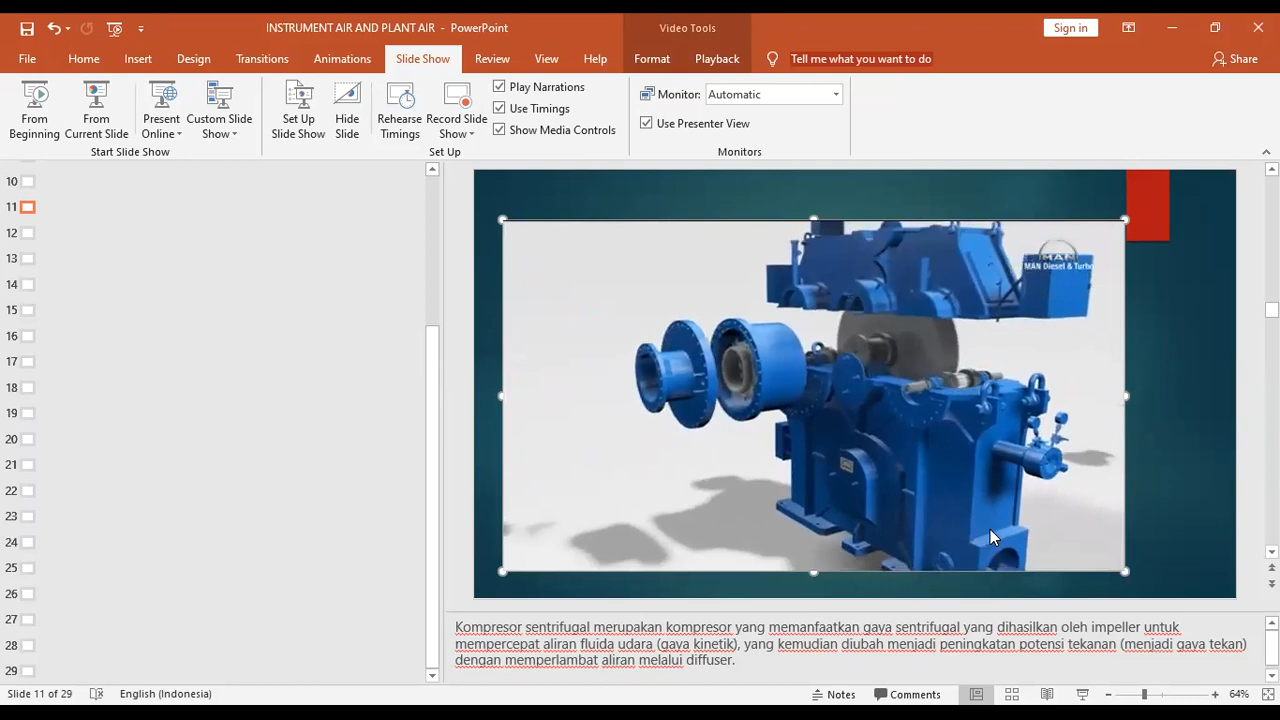 INSTRUMENT AIR AND PLANT AIR - PowerPoint
Video Tools
Sign in
File
Home
Insert
Design
Transitions
Animations
Slide Show
Review
View
Help
Format
Playback
Tell me what you want to do
Share
From Beginning
From Current Slide
Present Online
Custom Slide Show
Start Slide Show
Set Up Slide Show
Hide Slide
Rehearse Timings
Record Slide Show
Play Narrations
Use Timings
Show Media Controls
Set Up
Monitor:
Automatic
Use Presenter View
Monitors
10
11
12
13
14
15
16
17
18
19
20
21
22
23
24
25
26
27
28
29
MAN
MAN Diesel & Turbo
Kompresor sentrifugal merupakan kompresor yang memanfaatkan gaya sentrifugal yang dihasilkan oleh impeller untuk
mempercepat aliran fluida udara (gaya kinetik), yang kemudian diubah menjadi peningkatan potensi tekanan (menjadi gaya tekan)
dengan memperlambat aliran melalui diffuser.
Slide 11 of 29
English (Indonesia)
Notes
Comments
64%